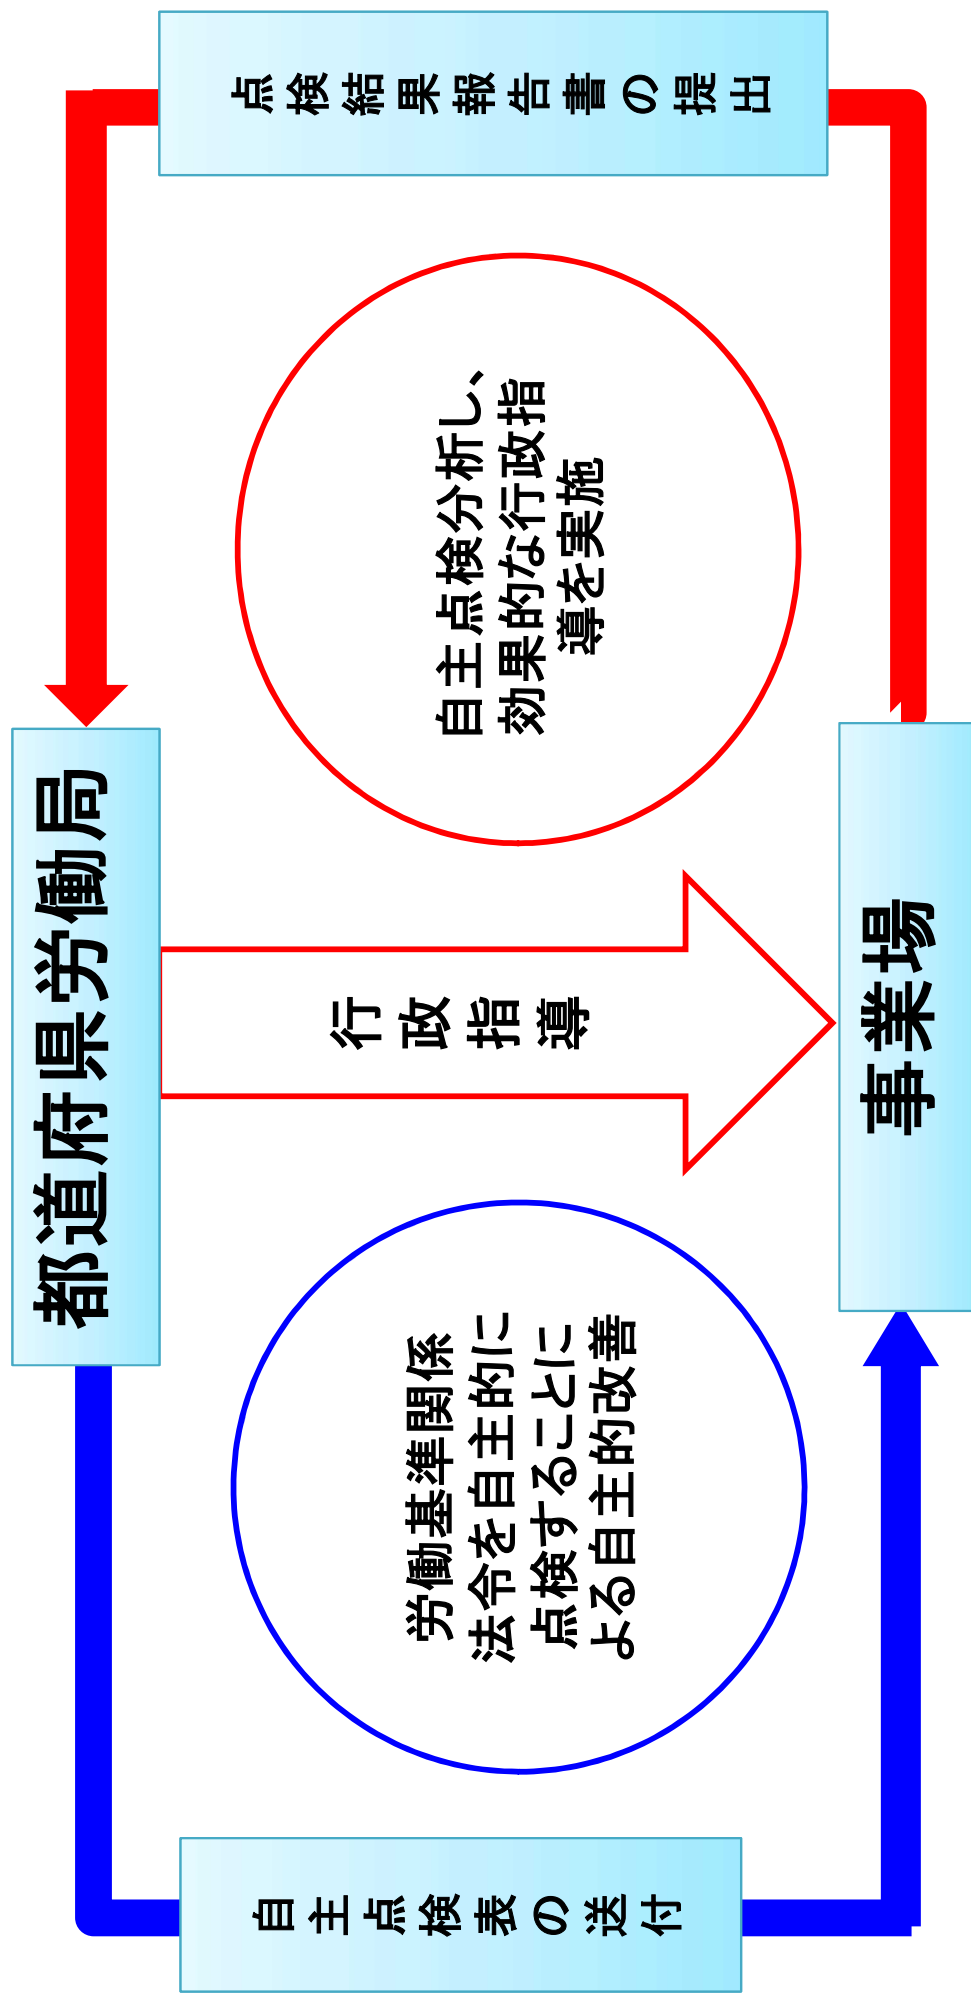 都道府県労働局
自主点検表の送付
労働基準関係
法令を自主的に
点検することに
よる自主的改善
行政指導
自主点検分析し、
効果的な行政指
導を実施
点検結果報告書の提出
事業場